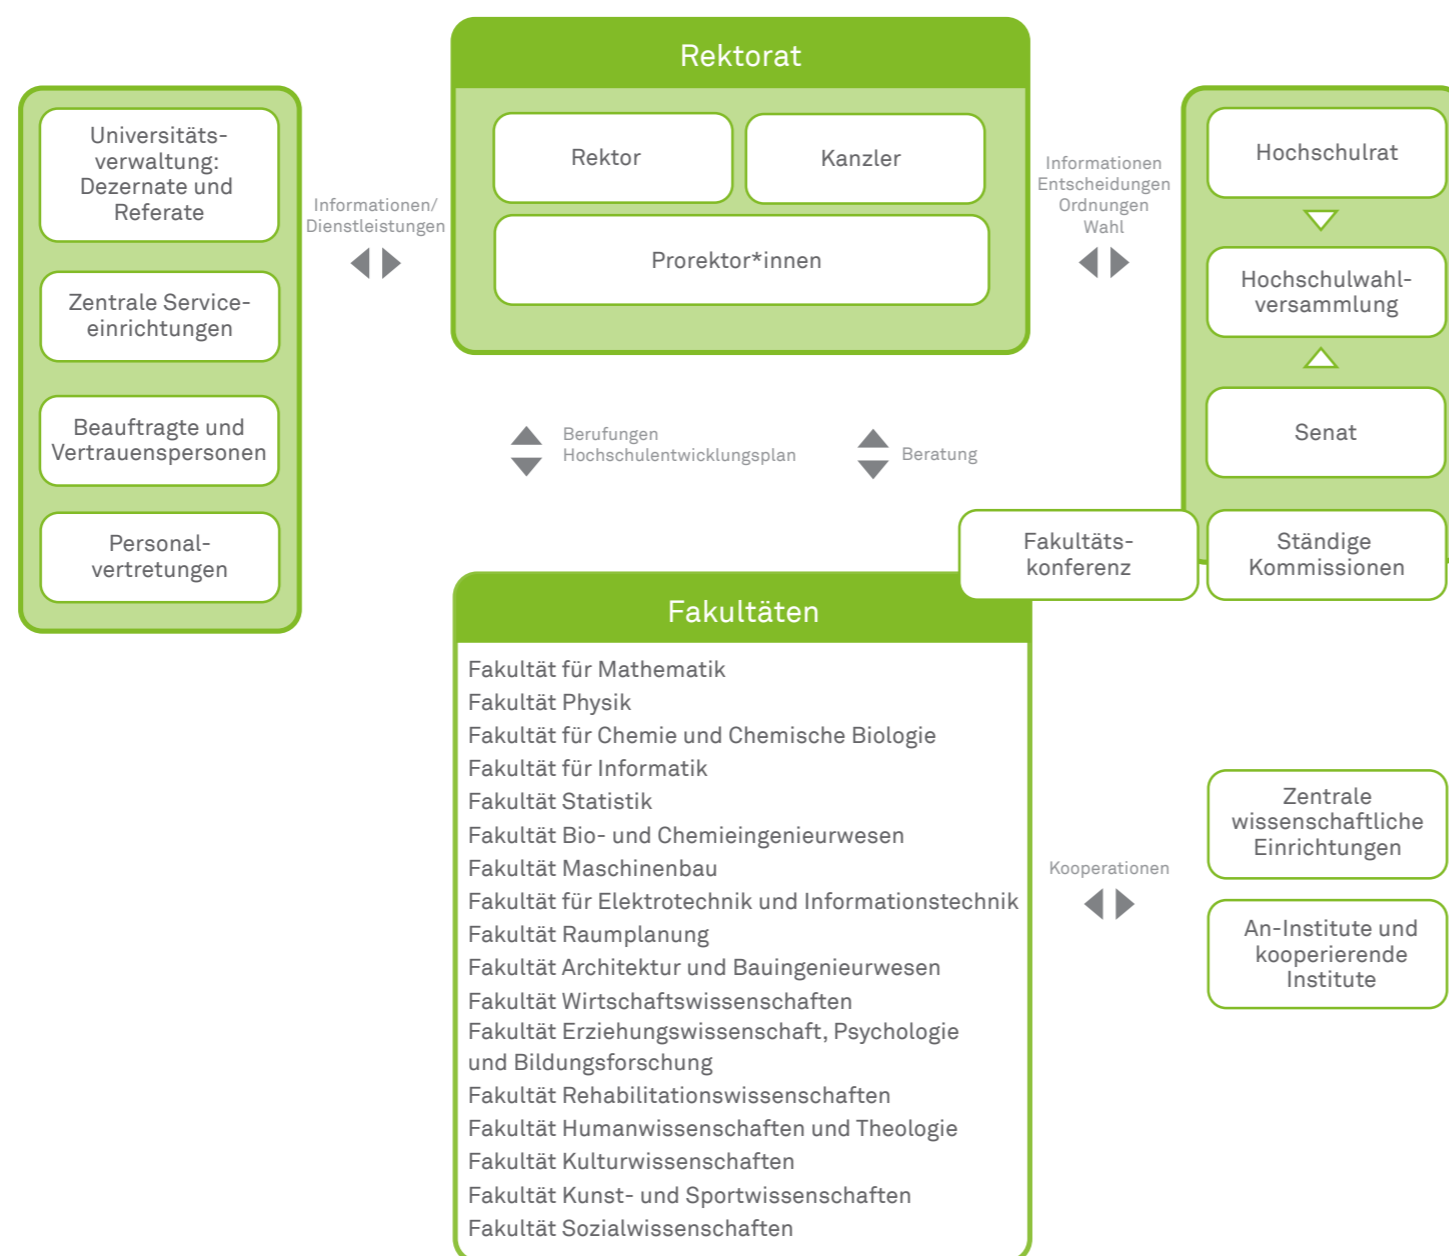 Rektorat
Rektor
Kanzler
Prorektor*innen
Universitäts-
verwaltung:
Dezernate und
Referate
Zentrale Service-
einrichtungen
Beauftragte und
Vertrauenspersonen
Personal-
vertretungen
Informationen/
Dienstleistungen
Informationen
Entscheidungen
Ordnungen
Wahl
Hochschulrat
Hochschulwahl-
versammlung
Senat
Ständige
Kommissionen
Fakultäts-
konferenz
Berufungen
Hochschulentwicklungsplan
Beratung
Fakultäten
Fakultät für Mathematik
Fakultät Physik
Fakultät für Chemie und Chemische Biologie
Fakultät für Informatik
Fakultät Statistik
Fakultät Bio- und Chemieingenieurwesen
Fakultät Maschinenbau
Fakultät für Elektrotechnik und Informationstechnik
Fakultät Raumplanung
Fakultät Architektur und Bauingenieurwesen
Fakultät Wirtschaftswissenschaften
Fakultät Erziehungswissenschaft, Psychologie
und Bildungsforschung
Fakultät Rehabilitationswissenschaften
Fakultät Humanwissenschaften und Theologie
Fakultät Kulturwissenschaften
Fakultät Kunst- und Sportwissenschaften
Fakultät Sozialwissenschaften
Kooperationen
Zentrale
wissenschaftliche
Einrichtungen
An-Institute und
kooperierende
Institute